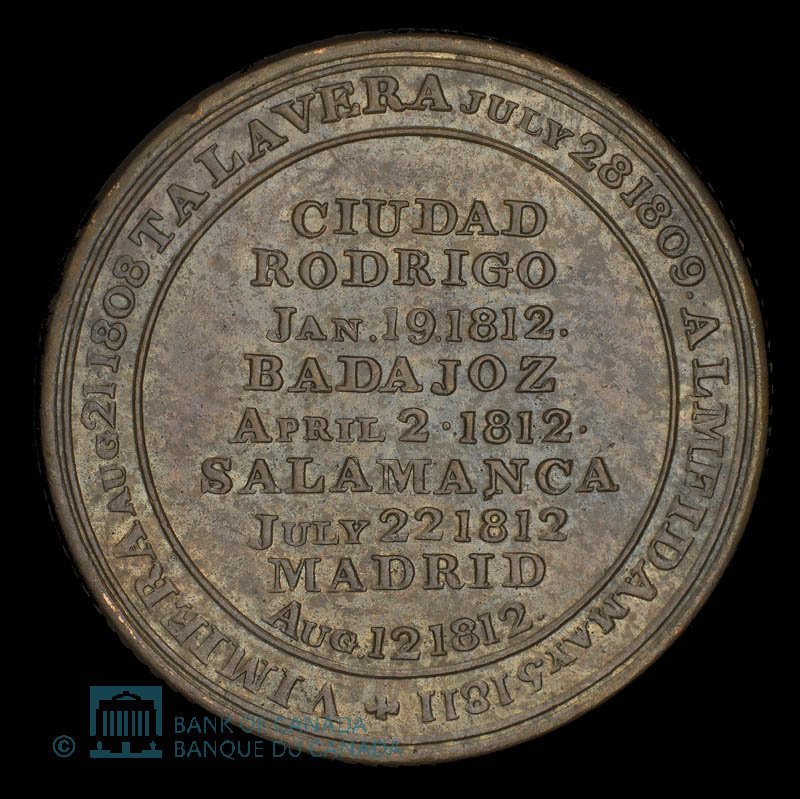 VIMIERA AUG 21 · 1808 · TALAVERA JULY 28 1809 · ALMEIDA MAY 5 1811
CIUDAD
RODRIGO
JAN. 19. 1812.
BADAJOZ
APRIL 2 · 1812 ·
SALAMANCA
JULY 22 1812
MADRID
AUG. 12 1812.
© BANK OF CANADA
BANQUE DU CANADA